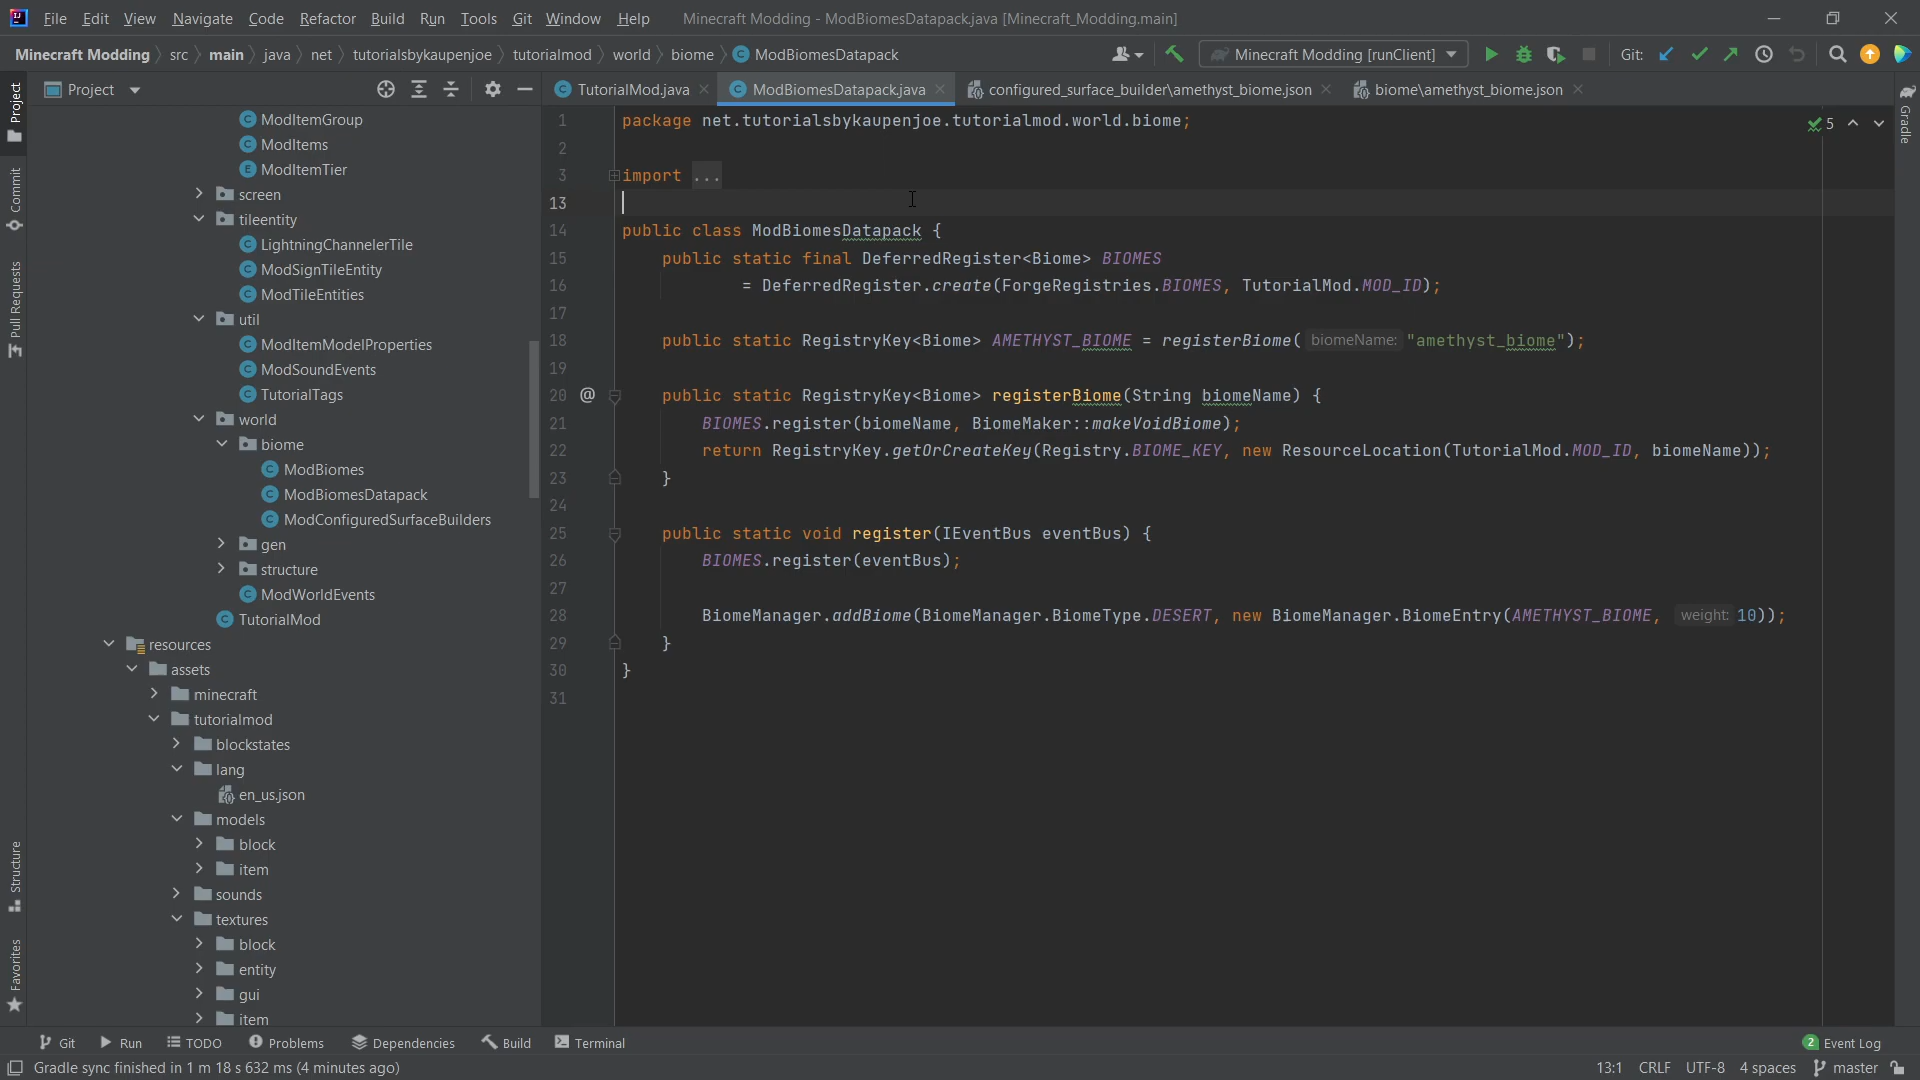 File Edit View Navigate Code Refactor Build Run Tools Git Window Help Minecraft Modding - ModBiomesDatapack.java [Minecraft_Modding.main]
Minecraft Modding src main java net tutorialsbykaupenjoe tutorialmod world biome ModBiomesDatapack Minecraft Modding [runClient] Git:
Project
TutorialMod.java ModBiomesDatapack.java configured_surface_builder\amethyst_biome.json biome\amethyst_biome.json
Project
Commit
Pull Requests
Structure
Favorites
ModItemGroup
ModItems
ModItemTier
screen
tileentity
LightningChannelerTile
ModSignTileEntity
ModTileEntities
util
ModItemModelProperties
ModSoundEvents
TutorialTags
world
biome
ModBiomes
ModBiomesDatapack
ModConfiguredSurfaceBuilders
gen
structure
ModWorldEvents
TutorialMod
resources
assets
minecraft
tutorialmod
blockstates
lang
en_us.json
models
block
item
sounds
textures
block
entity
gui
item
1 package net.tutorialsbykaupenjoe.tutorialmod.world.biome;
2
3 import ...
13
14 public class ModBiomesDatapack {
15 public static final DeferredRegister<Biome> BIOMES
16 = DeferredRegister.create(ForgeRegistries.BIOMES, TutorialMod.MOD_ID);
17
18 public static RegistryKey<Biome> AMETHYST_BIOME = registerBiome( biomeName: "amethyst_biome");
19
20 @ public static RegistryKey<Biome> registerBiome(String biomeName) {
21 BIOMES.register(biomeName, BiomeMaker::makeVoidBiome);
22 return RegistryKey.getOrCreateKey(Registry.BIOME_KEY, new ResourceLocation(TutorialMod.MOD_ID, biomeName));
23 }
24
25 public static void register(IEventBus eventBus) {
26 BIOMES.register(eventBus);
27
28 BiomeManager.addBiome(BiomeManager.BiomeType.DESERT, new BiomeManager.BiomeEntry(AMETHYST_BIOME, weight: 10));
29 }
30 }
31
5
Gradle
Git Run TODO Problems Dependencies Build Terminal 2 Event Log
Gradle sync finished in 1 m 18 s 632 ms (4 minutes ago) 13:1 CRLF UTF-8 4 spaces master